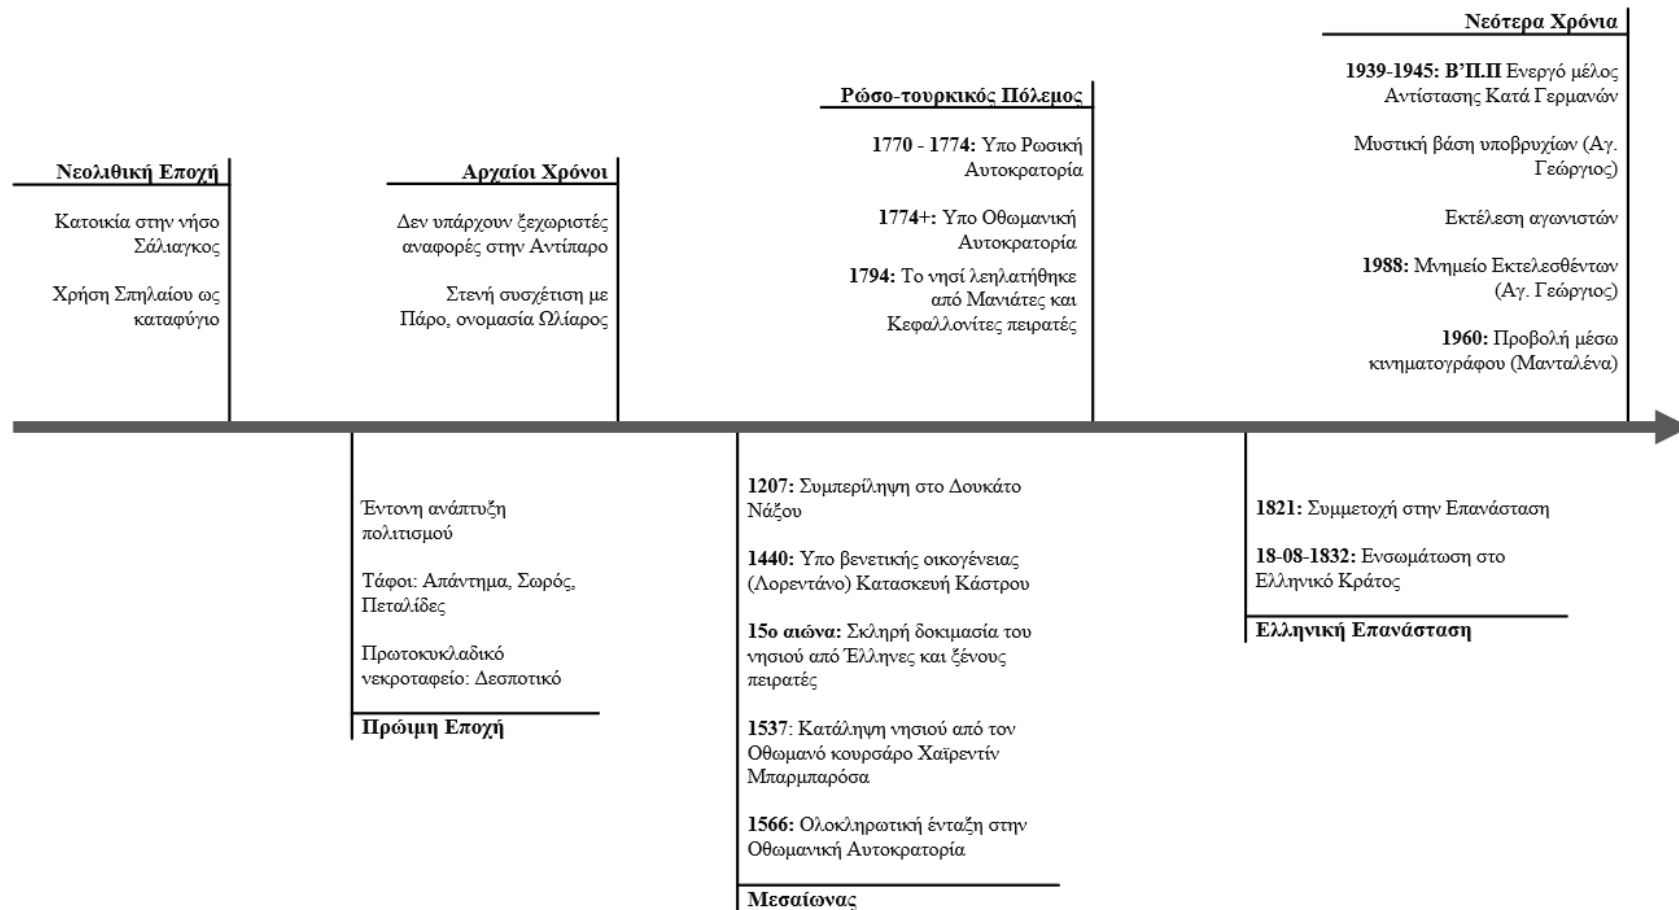 Νεολιθική Εποχή
Κατοικία στην νήσο
Σάλιαγκος
Χρήση Σπηλαίου ως
καταφύγιο
Έντονη ανάπτυξη
πολιτισμού
Τάφοι: Απάντημα, Σωρός,
Πεταλίδες
Πρωτοκυκλαδικό
νεκροταφείο: Δεσποτικό
Πρώιμη Εποχή
Αρχαίοι Χρόνοι
Δεν υπάρχουν ξεχωριστές
αναφορές στην Αντίπαρο
Στενή συσχέτιση με
Πάρο, ονομασία Ωλίαρος
1207: Συμπερίληψη στο Δουκάτο
Νάξου
1440: Υπο βενετικής οικογένειας
(Λορεντάνο) Κατασκευή Κάστρου
15ο αιώνα: Σκληρή δοκιμασία του
νησιού από Έλληνες και ξένους
πειρατές
1537: Κατάληψη νησιού από τον
Οθωμανό κουρσάρο Χαϊρεντίν
Μπαρμπαρόσα
1566: Ολοκληρωτική ένταξη στην
Οθωμανική Αυτοκρατορία
Μεσαίωνας
Ρώσο-τουρκικός Πόλεμος
1770 - 1774: Υπο Ρωσική
Αυτοκρατορία
1774+: Υπο Οθωμανική
Αυτοκρατορία
1794: Το νησί λεηλατήθηκε
από Μανιάτες και
Κεφαλλονίτες πειρατές
1821: Συμμετοχή στην Επανάσταση
18-08-1832: Ενσωμάτωση στο
Ελληνικό Κράτος
Ελληνική Επανάσταση
Νεότερα Χρόνια
1939-1945: Β’Π.Π Ενεργό μέλος
Αντίστασης Κατά Γερμανών
Μυστική βάση υποβρυχίων (Αγ.
Γεώργιος)
Εκτέλεση αγωνιστών
1988: Μνημείο Εκτελεσθέντων
(Αγ. Γεώργιος)
1960: Προβολή μέσω
κινηματογράφου (Μανταλένα)